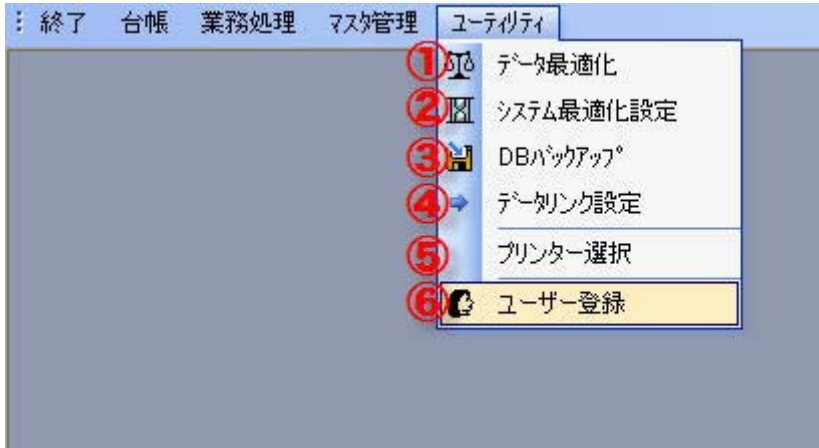 終了 台帳 業務処理 ﾏｽﾀ管理 ﾕｰﾃｨﾘﾃｨ
① ﾃﾞｰﾀ最適化
② ｼｽﾃﾑ最適化設定
③ DBﾊﾞｯｸｱｯﾌﾟ
④ ﾃﾞｰﾀﾘﾝｸ設定
⑤ プリンター選択
⑥ ユーザー登録